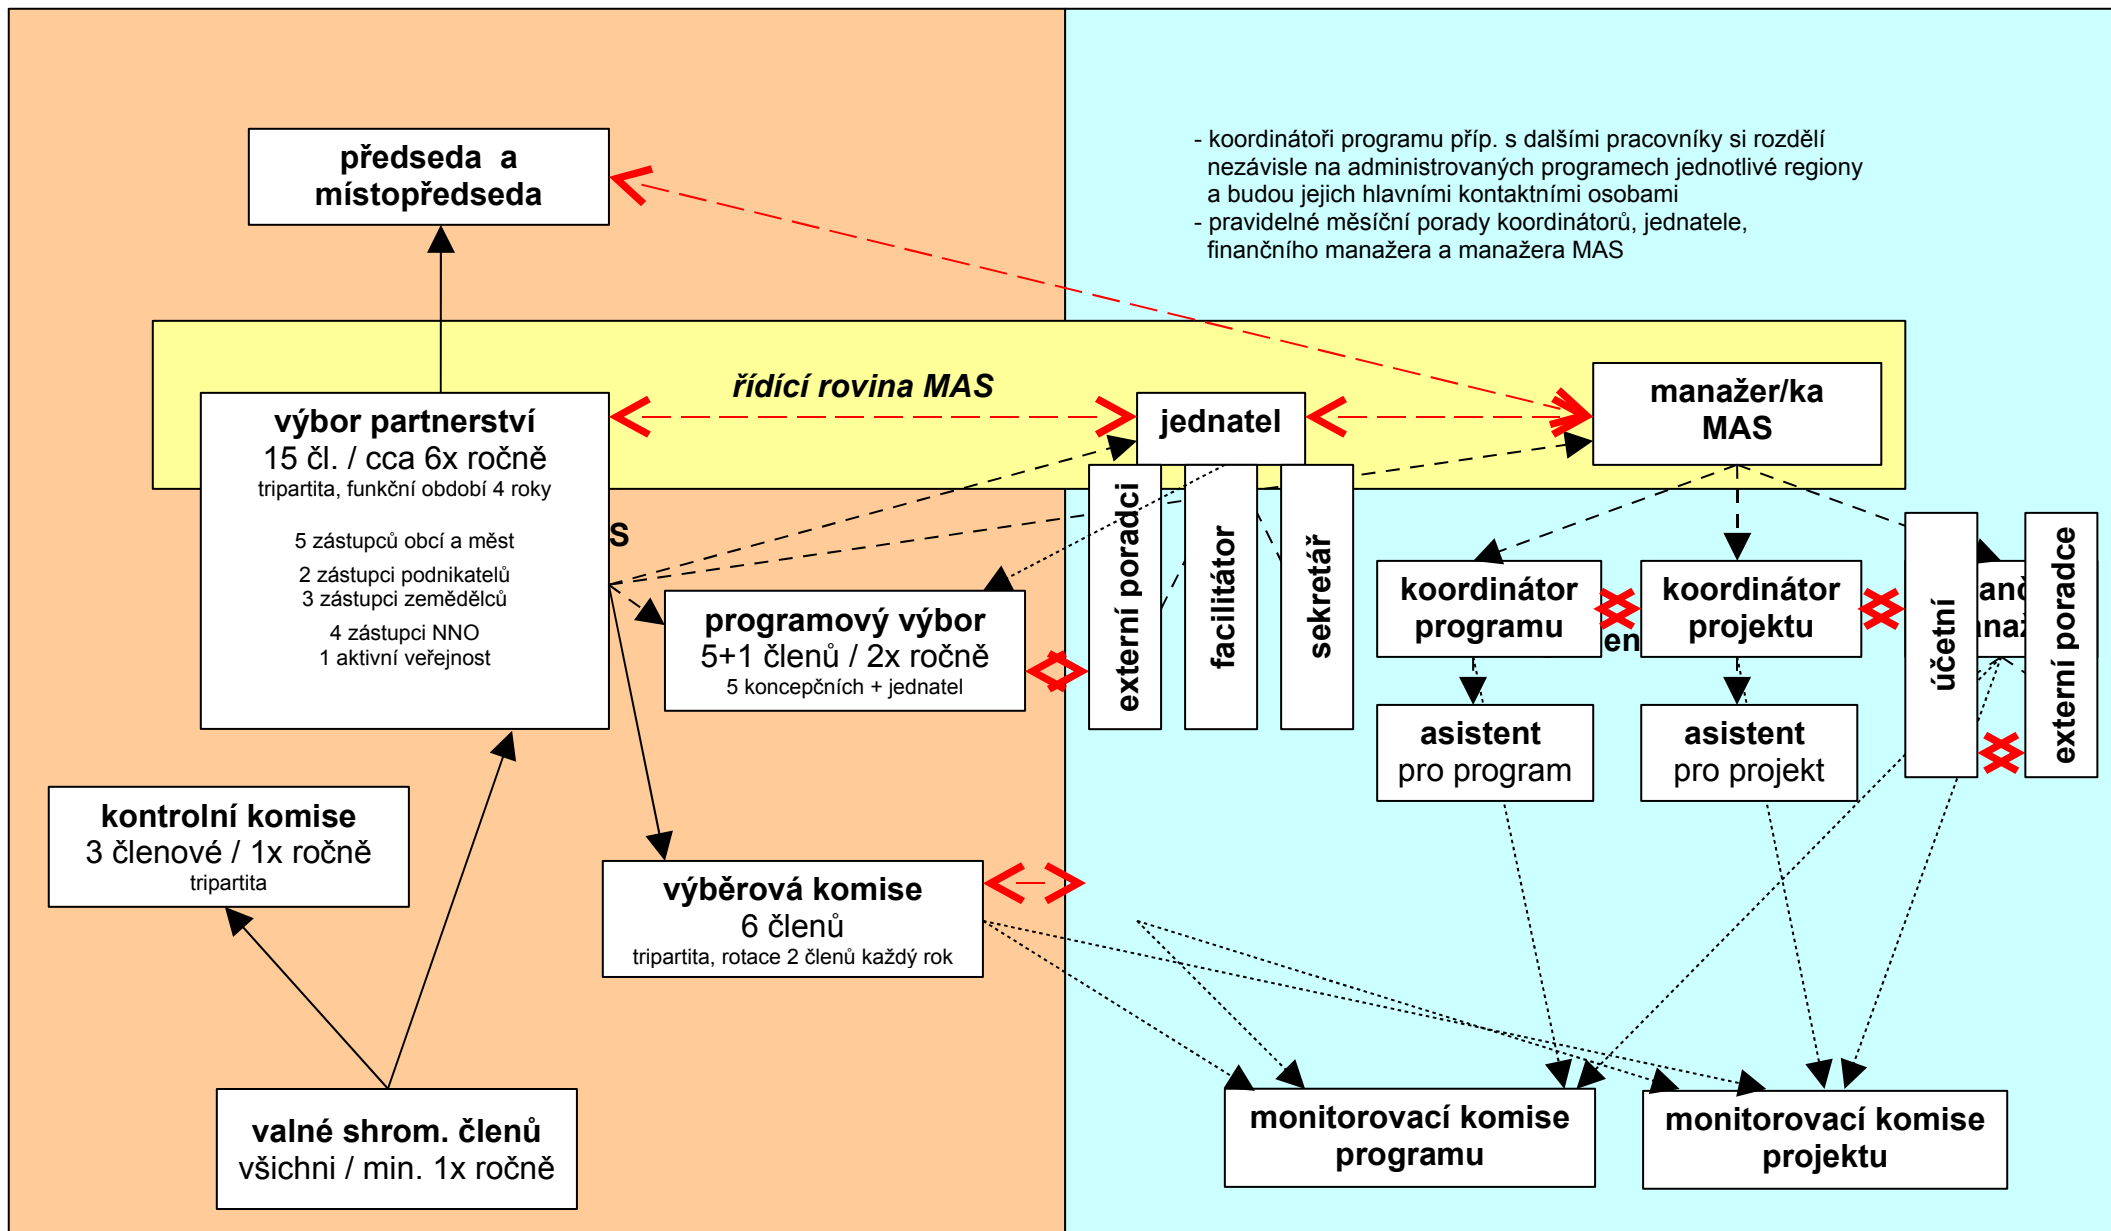 předseda a
místopředseda
- koordinátoři programu příp. s dalšími pracovníky si rozdělí
nezávisle na administrovaných programech jednotlivé regiony
a budou jejich hlavními kontaktními osobami
- pravidelné měsíční porady koordinátorů, jednatele,
finančního manažera a manažera MAS
řídící rovina MAS
výbor partnerství
15 čl. / cca 6x ročně
tripartita, funkční období 4 roky
5 zástupců obcí a měst
2 zástupci podnikatelů
3 zástupci zemědělců
4 zástupci NNO
1 aktivní veřejnost
S
jednatel
manažer/ka
MAS
externí poradci
facilitátor
sekretář
programový výbor
5+1 členů / 2x ročně
5 koncepčních + jednatel
koordinátor
programu
en
koordinátor
projektu
účetní
externí poradce
asistent
pro program
asistent
pro projekt
kontrolní komise
3 členové / 1x ročně
tripartita
výběrová komise
6 členů
tripartita, rotace 2 členů každý rok
valné shrom. členů
všichni / min. 1x ročně
monitorovací komise
programu
monitorovací komise
projektu